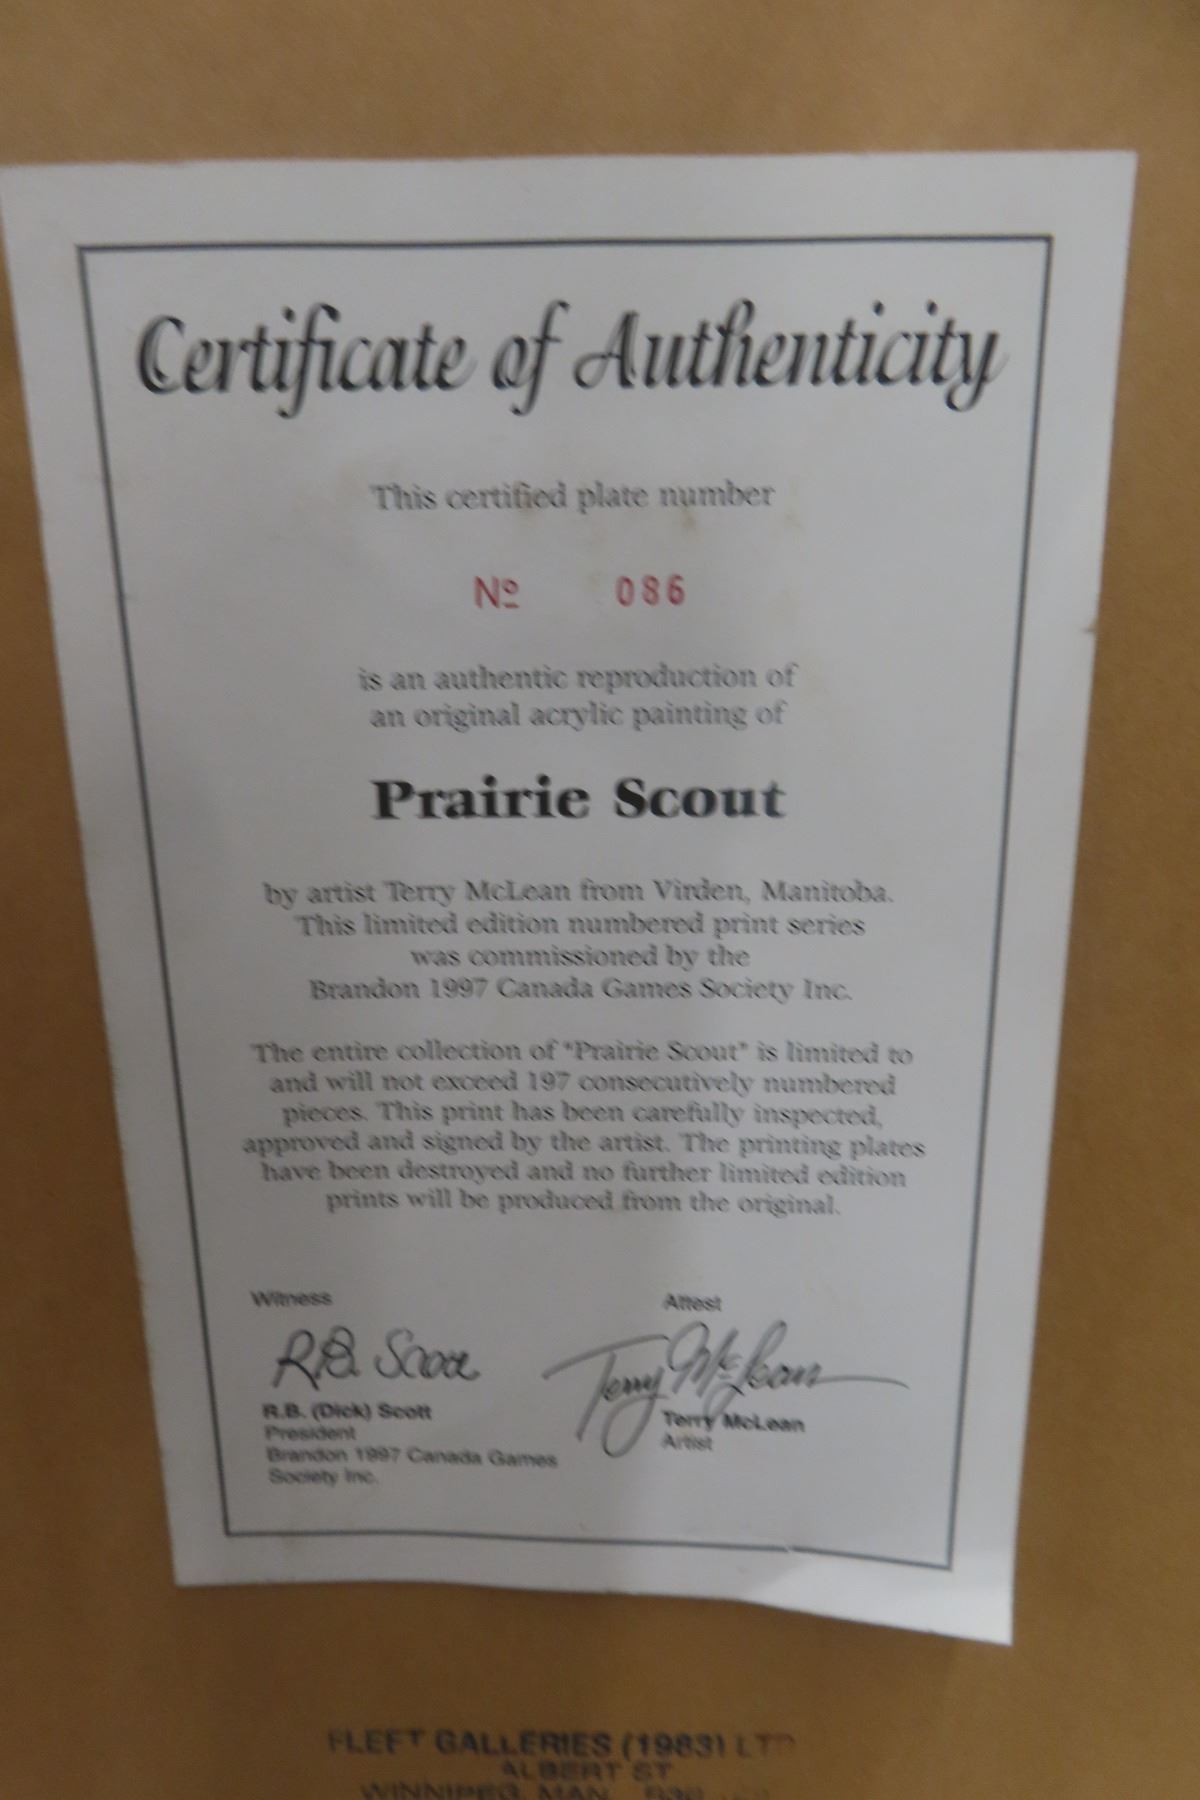 Certificate of Authenticity
This certified plate number
Nº 086
is an authentic reproduction of
an original acrylic painting of
Prairie Scout
by artist Terry McLean from Virden, Manitoba.
This limited edition numbered print series
was commissioned by the
Brandon 1997 Canada Games Society Inc.
The entire collection of "Prairie Scout" is limited to
and will not exceed 197 consecutively numbered
pieces. This print has been carefully inspected,
approved and signed by the artist. The printing plates
have been destroyed and no further limited edition
prints will be produced from the original.
Witness
R.B. Scott
R.B. (Dick) Scott
President
Brandon 1997 Canada Games
Society Inc.
Attest
Terry McLean
Terry McLean
Artist
FLEET GALLERIES (1983) LTD
ALBERT ST
WINNIPEG, MAN.